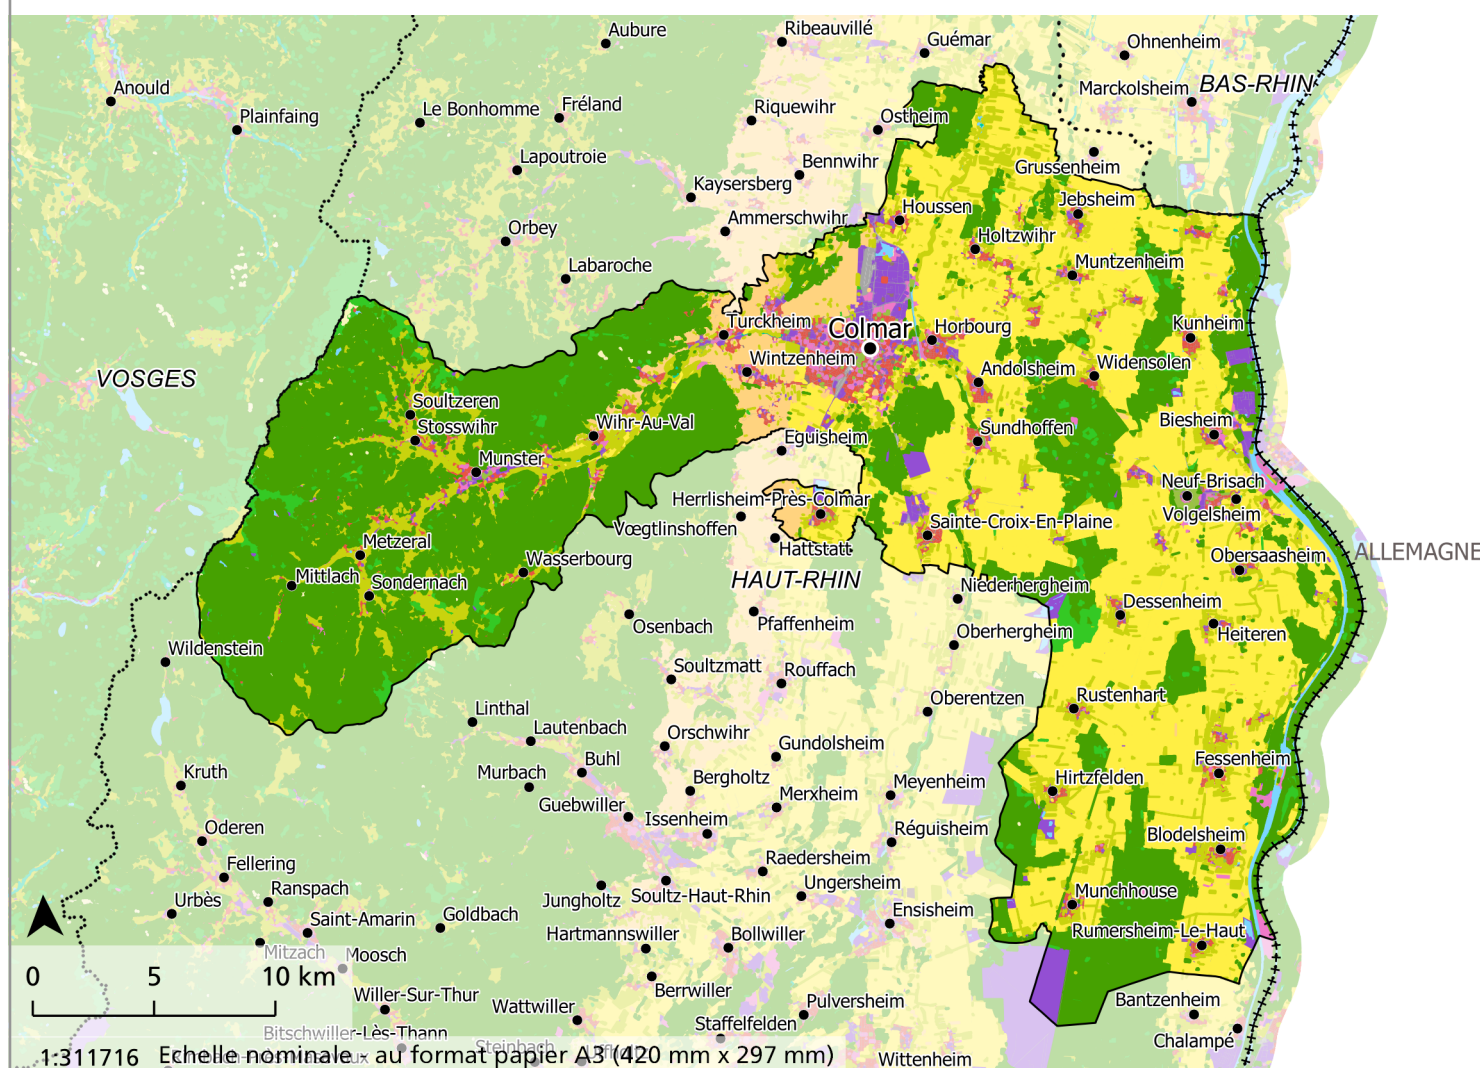 Aubure
Ribeauvillé
Guémar
Ohnenheim
Anould
Marckolsheim
BAS-RHIN
Plainfaing
Le Bonhomme
Fréland
Riquewihr
Ostheim
Lapoutroie
Bennwihr
Grussenheim
Kaysersberg
Jebsheim
Houssen
Ammerschwihr
Orbey
Holtzwihr
Labaroche
Muntzenheim
Turckheim
Colmar
Horbourg
Kunheim
Wintzenheim
Andolsheim
Widensolen
VOSGES
Soultzeren
Stosswihr
Wihr-Au-Val
Eguisheim
Sundhoffen
Biesheim
Munster
Neuf-Brisach
Herrlisheim-Près-Colmar
Volgelsheim
Vœgtlinshoffen
Sainte-Croix-En-Plaine
Metzeral
Hattstatt
Obersaasheim
ALLEMAGNE
Wasserbourg
Mittlach
Sondernach
HAUT-RHIN
Niederhergheim
Dessenheim
Osenbach
Pfaffenheim
Oberhergheim
Heiteren
Wildenstein
Soultzmatt
Rouffach
Oberentzen
Rustenhart
Linthal
Lautenbach
Orschwihr
Gundolsheim
Kruth
Murbach
Buhl
Bergholtz
Meyenheim
Hirtzfelden
Fessenheim
Guebwiller
Merxheim
Oderen
Issenheim
Réguisheim
Blodelsheim
Fellering
Raedersheim
Urbès
Ranspach
Jungholtz
Soultz-Haut-Rhin
Ungersheim
Munchhouse
Saint-Amarin
Goldbach
Ensisheim
Hartmannswiller
Bollwiller
Rumersheim-Le-Haut
Mitzach
Moosch
0 5 10 km
Berrwiller
Willer-Sur-Thur
Wattwiller
Pulversheim
Bantzenheim
Staffelfelden
Bitschwiller-Lès-Thann
Steinbach
Chalampé
1:311716 Echelle nominale - au format papier A3 (420 mm x 297 mm)
Wittenheim